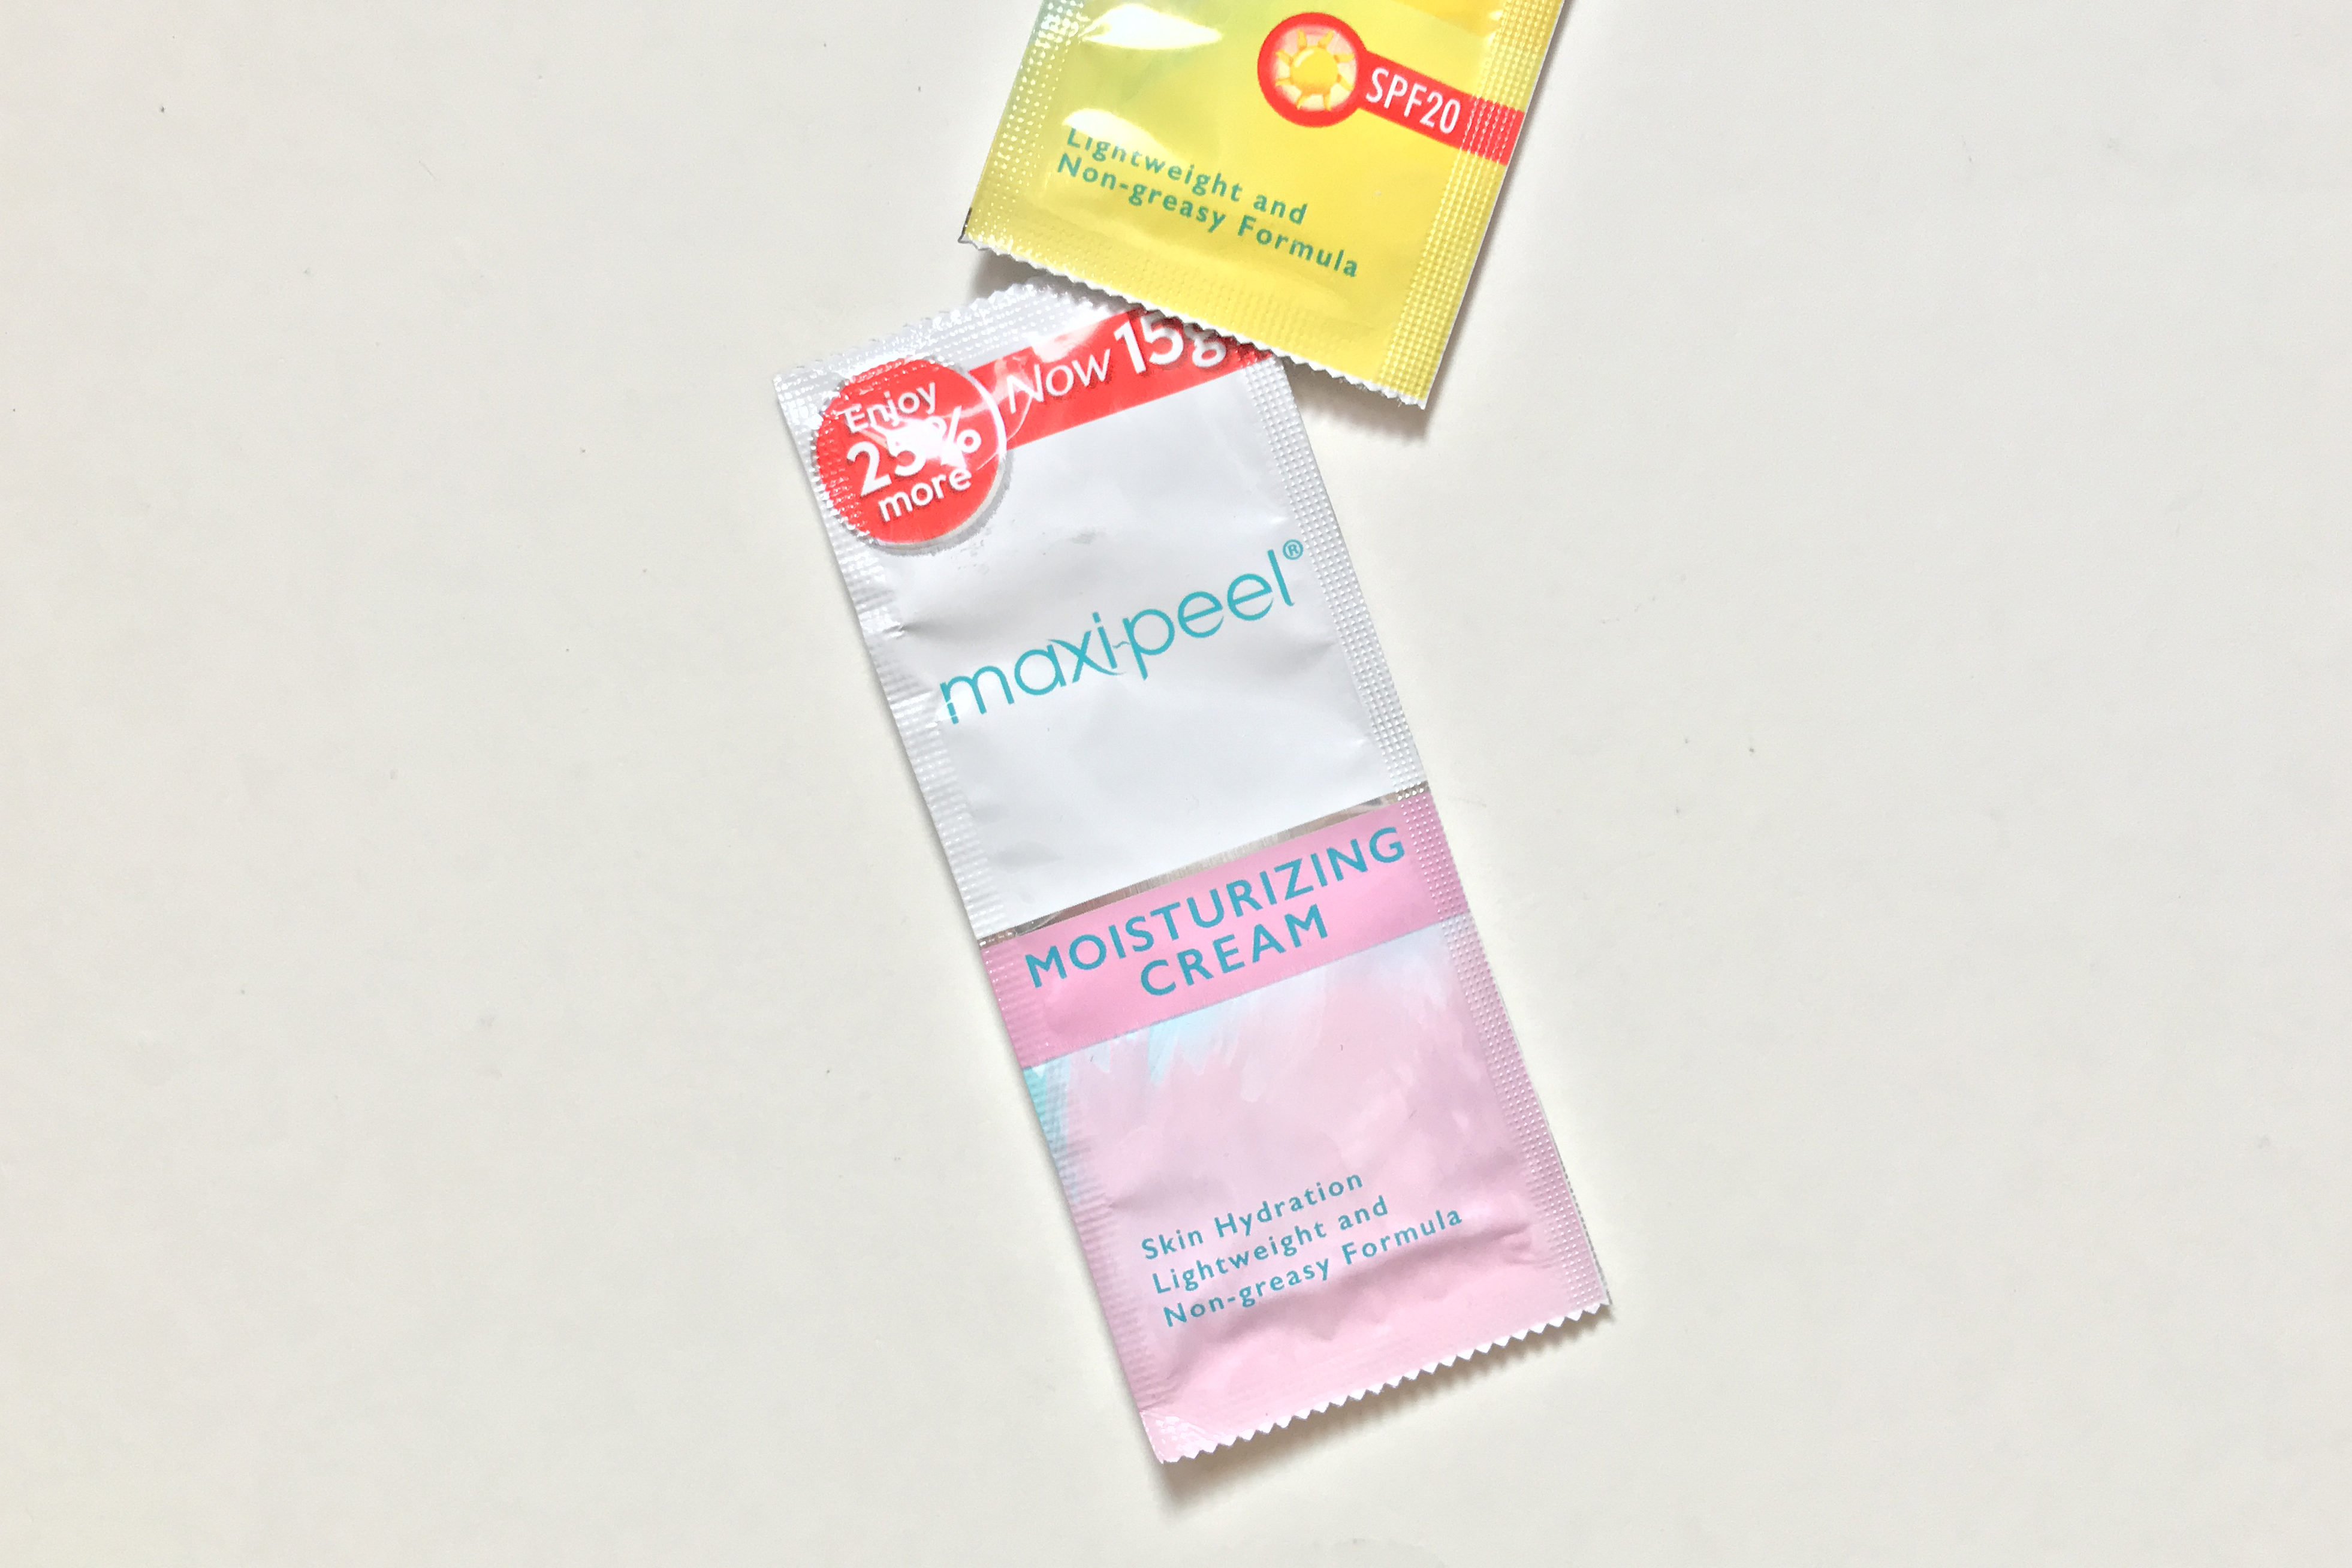 SPF20
Lightweight and
Non-greasy Formula
Now 15g
Enjoy
25%
more
maxi-peel®
MOISTURIZING
CREAM
Skin Hydration
Lightweight and
Non-greasy Formula